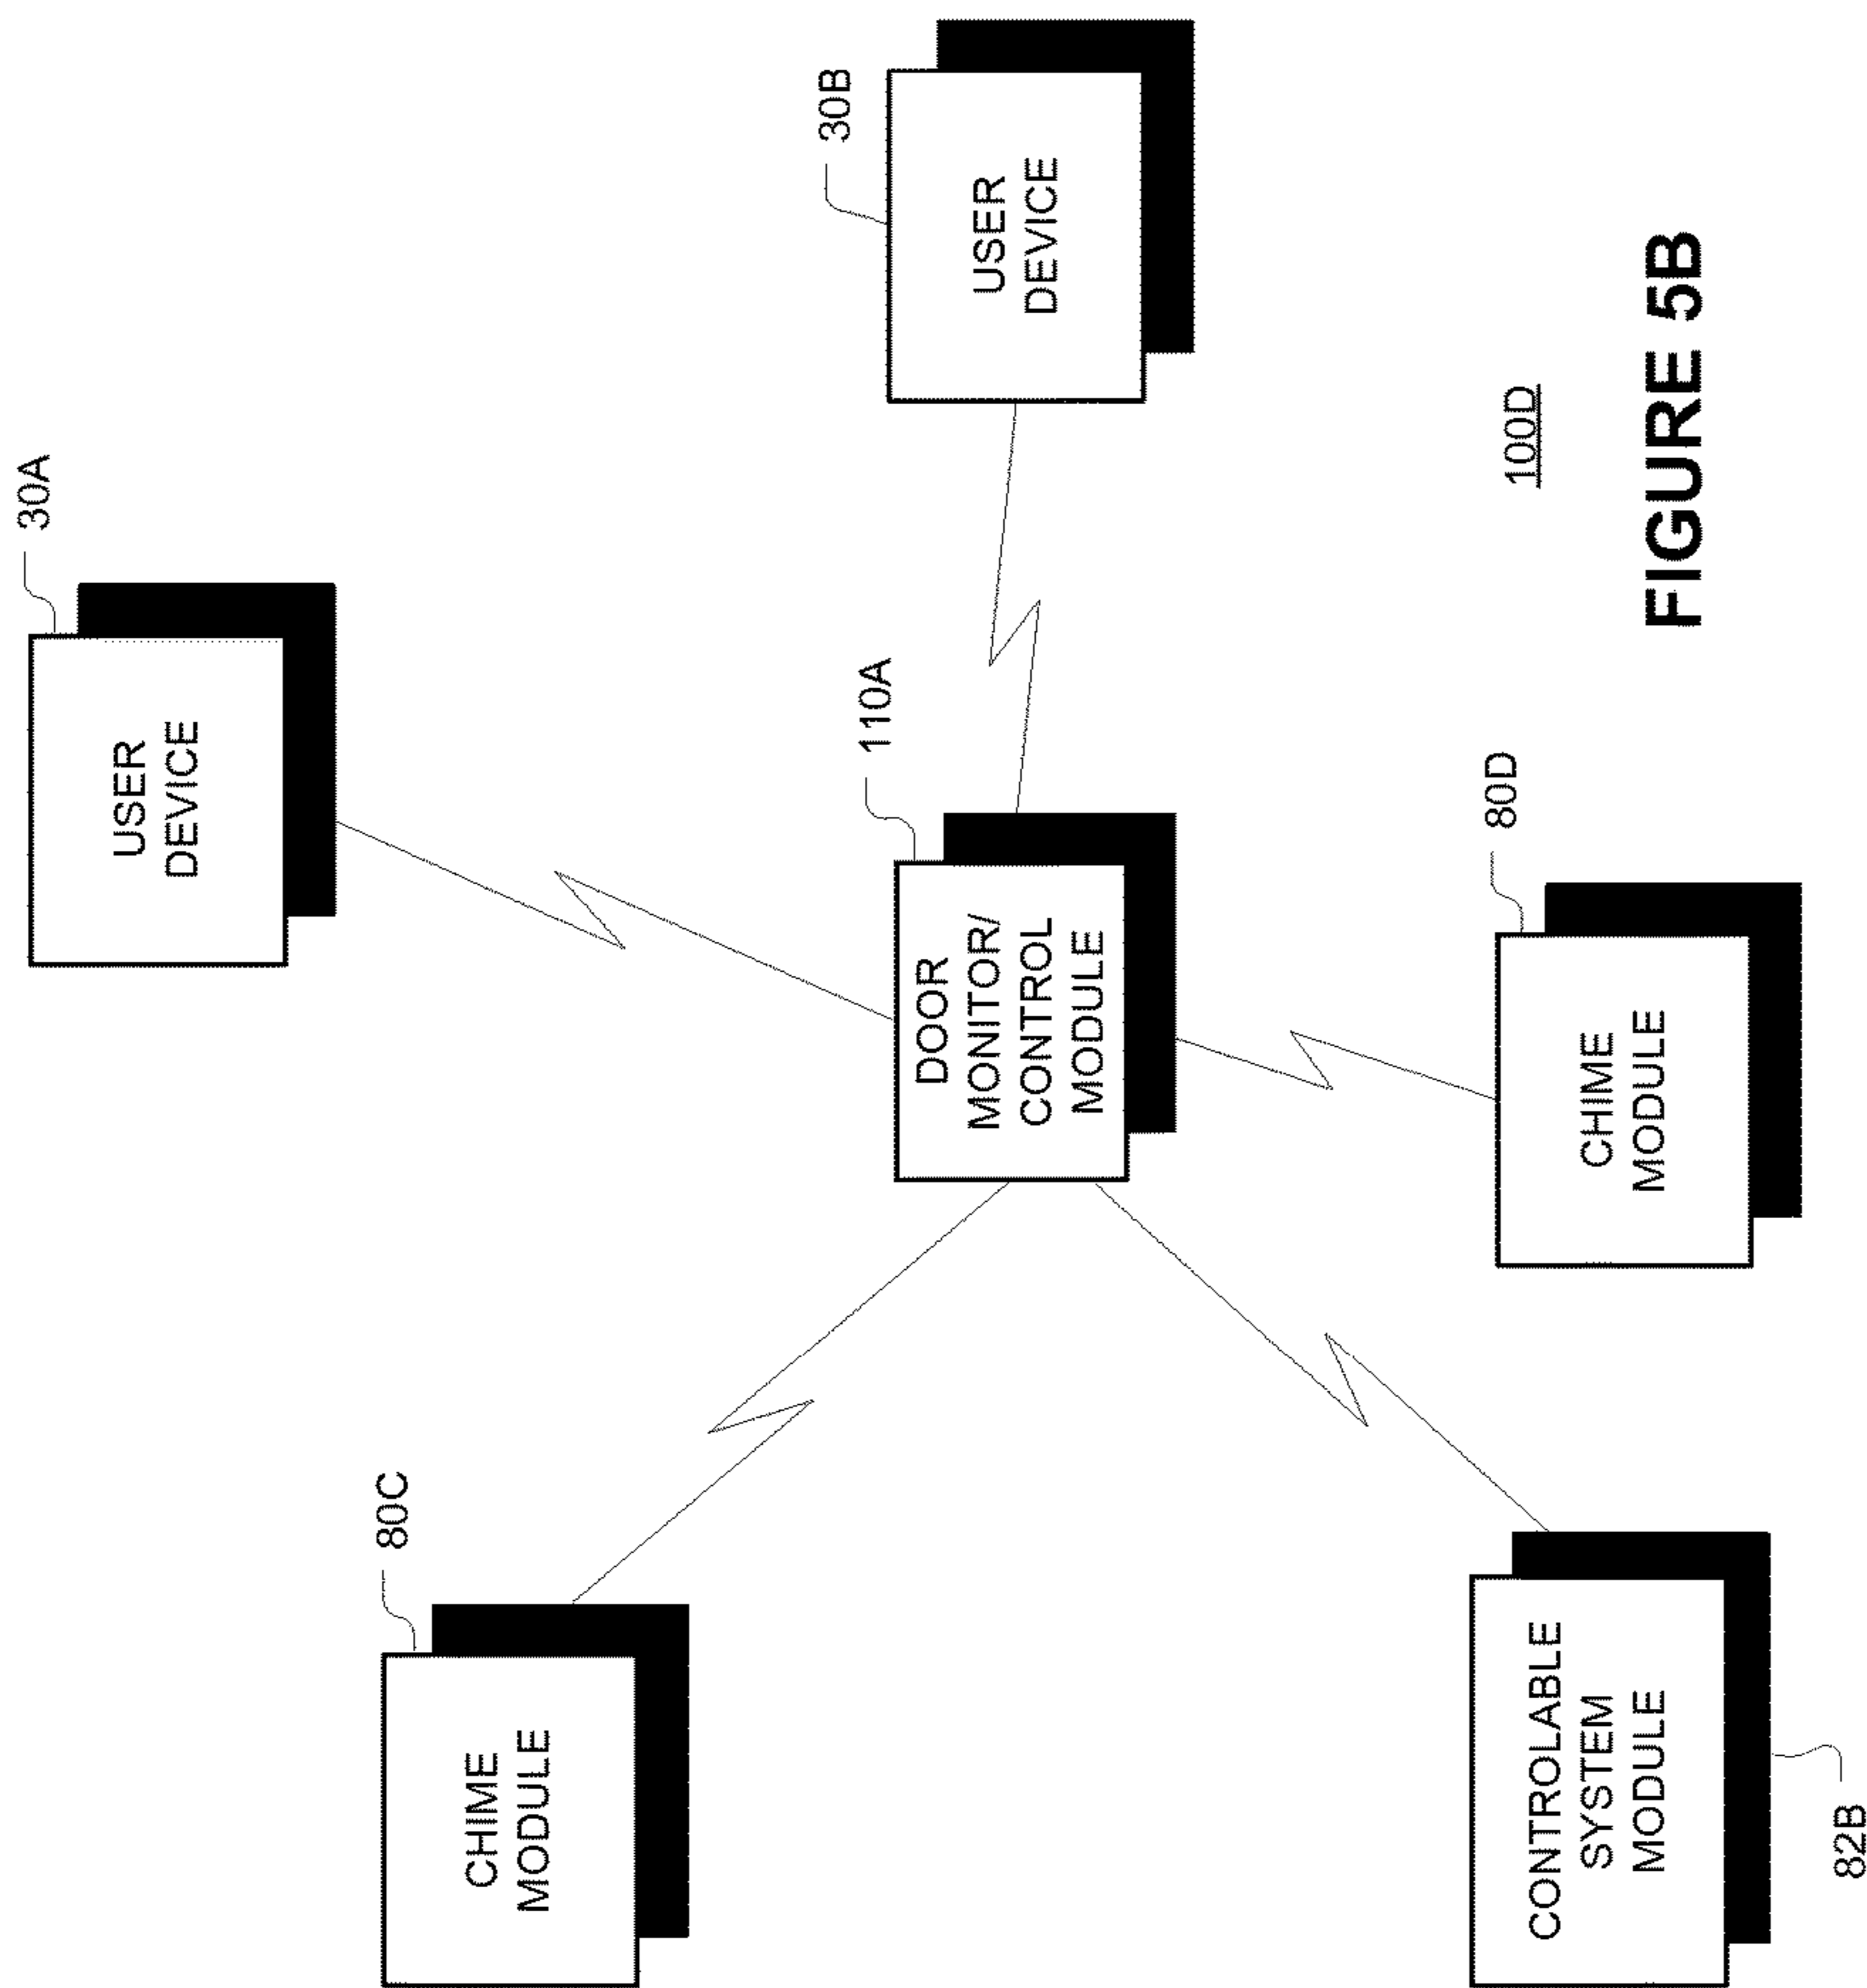 30A
USER
DEVICE
80C
CHIME
MODULE
110A
DOOR
MONITOR/
CONTROL
MODULE
30B
USER
DEVICE
CONTROLABLE
SYSTEM
MODULE
82B
80D
CHIME
MODULE
100D
FIGURE 5B